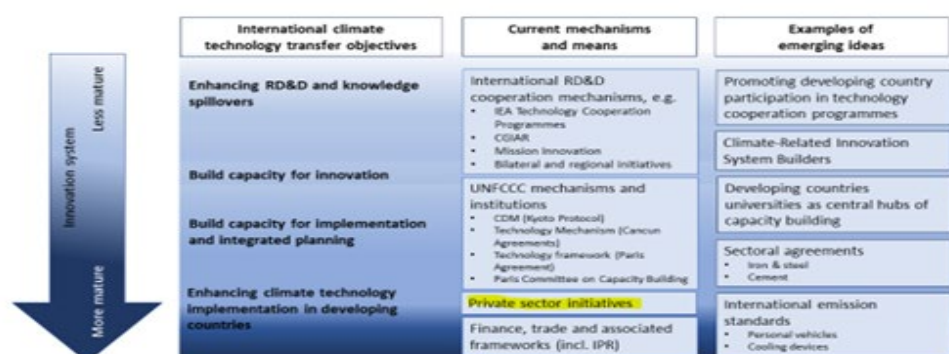 International climate
technology transfer objectives
Current mechanisms
and means
Examples of
emerging ideas
Innovation system
Less mature
More mature
Enhancing RD&D and knowledge
spillovers
Build capacity for innovation
Build capacity for implementation
and integrated planning
Enhancing climate technology
implementation in developing
countries
International RD&D
cooperation mechanisms, e.g.
• IEA Technology Cooperation
Programmes
• CGIAR
• Mission Innovation
• Bilateral and regional initiatives
UNFCCC mechanisms and
institutions
• CDM (Kyoto Protocol)
• Technology Mechanism (Cancun
Agreements)
• Technology framework (Paris
Agreement)
• Paris Committee on Capacity Building
Private sector initiatives
Finance, trade and associated
frameworks (incl. IPR)
Promoting developing country
participation in technology
cooperation programmes
Climate-Related Innovation
System Builders
Developing countries
universities as central hubs of
capacity building
Sectoral agreements
• Iron & steel
• Cement
International emission
standards
• Personal vehicles
• Cooling devices